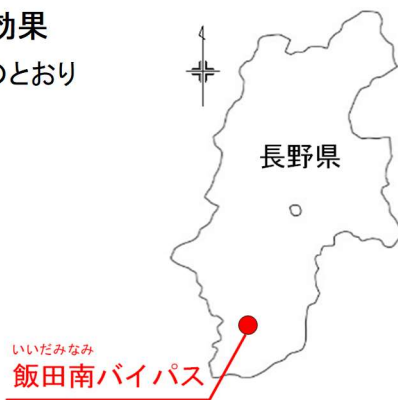 効果
のとおり
長野県
いいだみなみ
飯田南バイパス